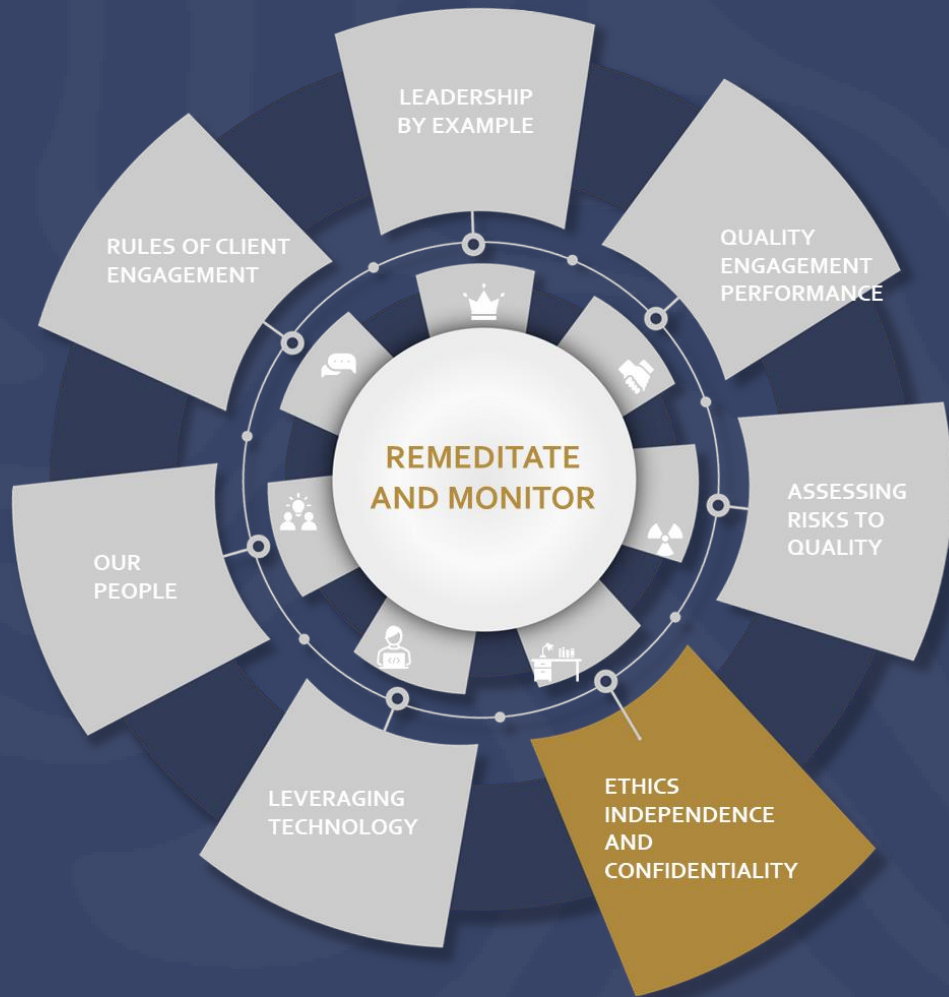 LEADERSHIP
BY EXAMPLE
QUALITY
ENGAGEMENT
PERFORMANCE
RULES OF CLIENT
ENGAGEMENT
REMEDITATE
AND MONITOR
ASSESSING
RISKS TO
QUALITY
OUR
PEOPLE
LEVERAGING
TECHNOLOGY
ETHICS
INDEPENDENCE
AND
CONFIDENTIALITY